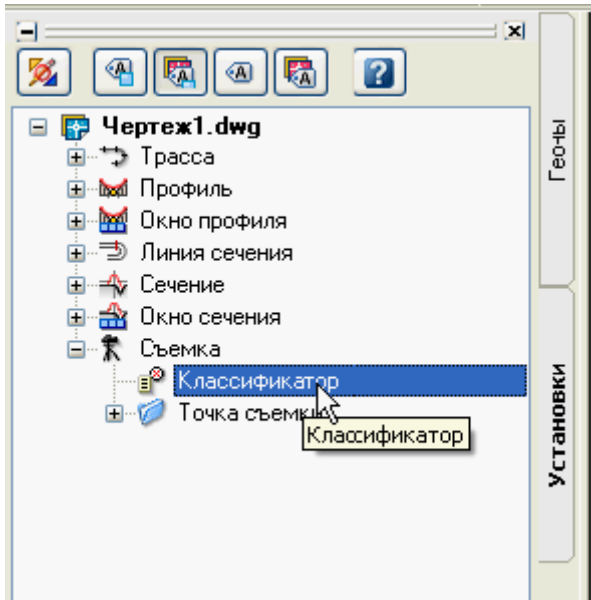 Чертеж1.dwg
Трасса
Профиль
Окно профиля
Линия сечения
Сечение
Окно сечения
Съемка
Классификатор
Точка съемки
Классификатор
Геоны
Установки